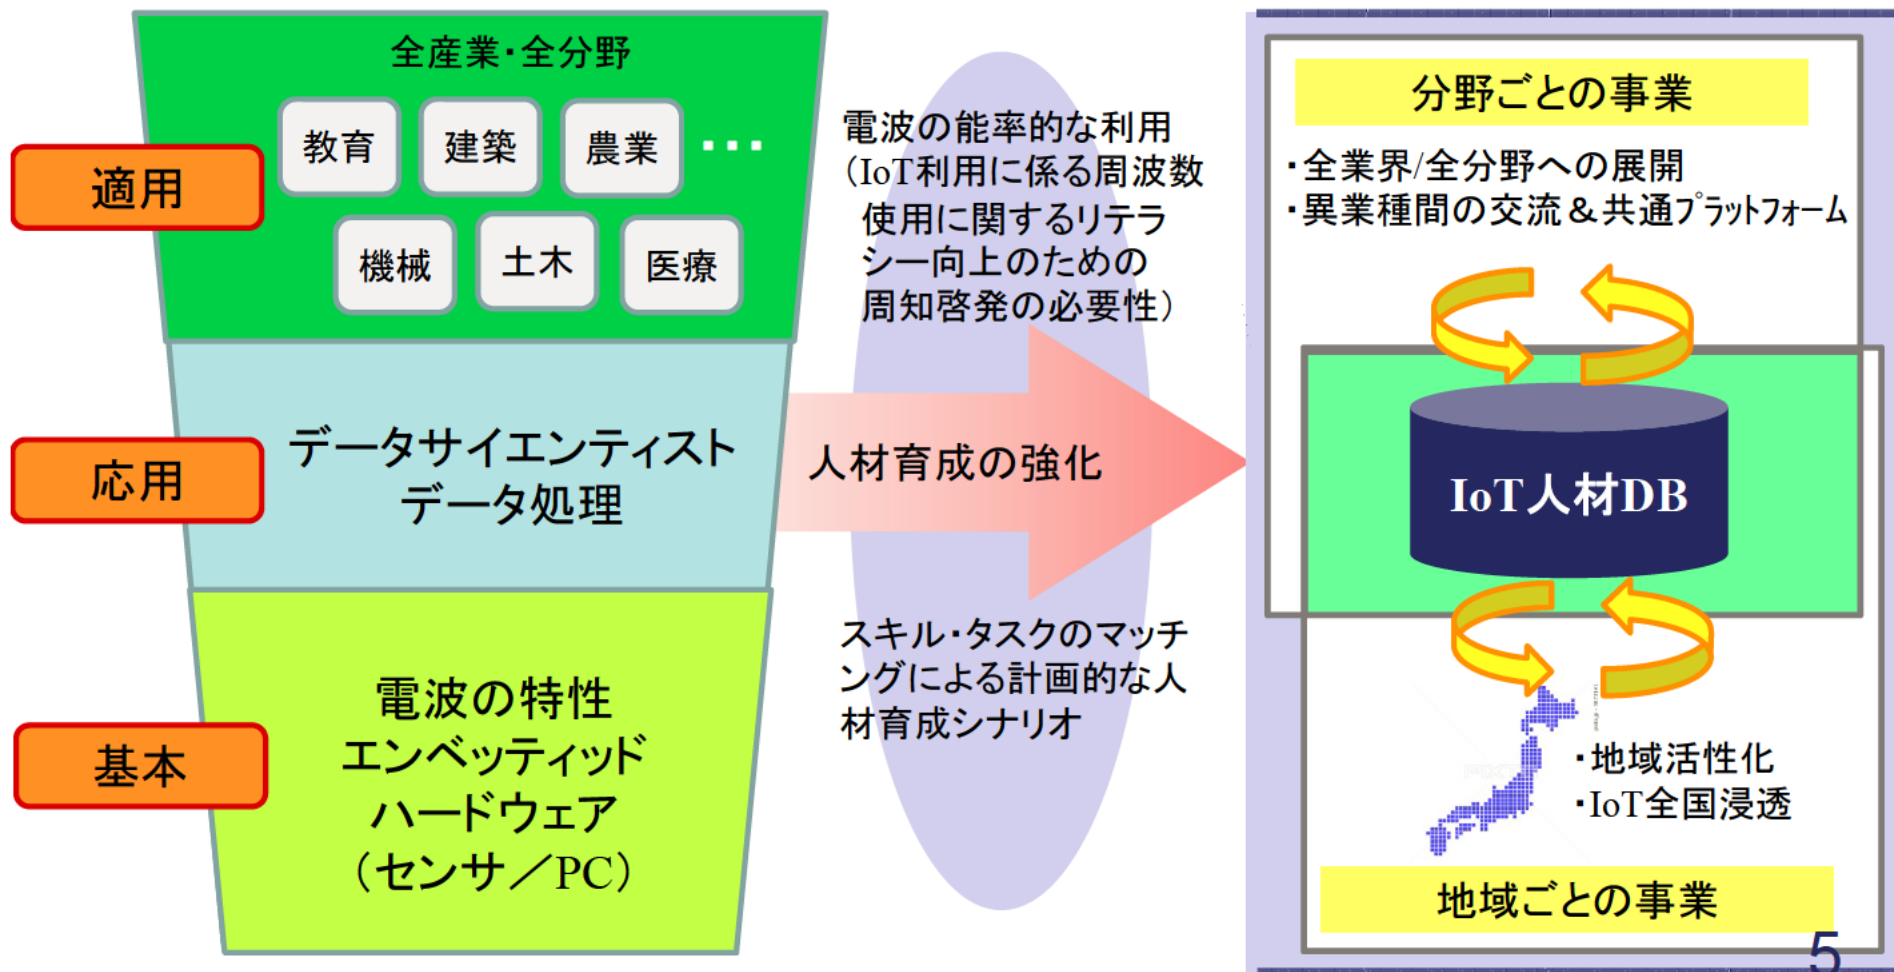 全産業・全分野
教育
建築
農業
・・・
機械
土木
医療
適用
データサイエンティスト
データ処理
応用
電波の特性
エンベッティッド
ハードウェア
（センサ／PC）
基本
電波の能率的な利用
（IoT利用に係る周波数
使用に関するリテラ
シー向上のための
周知啓発の必要性）
人材育成の強化
スキル・タスクのマッチ
ングによる計画的な人
材育成シナリオ
分野ごとの事業
・全業界/全分野への展開
・異業種間の交流＆共通プラットフォーム
IoT人材DB
・地域活性化
・IoT全国浸透
地域ごとの事業
5